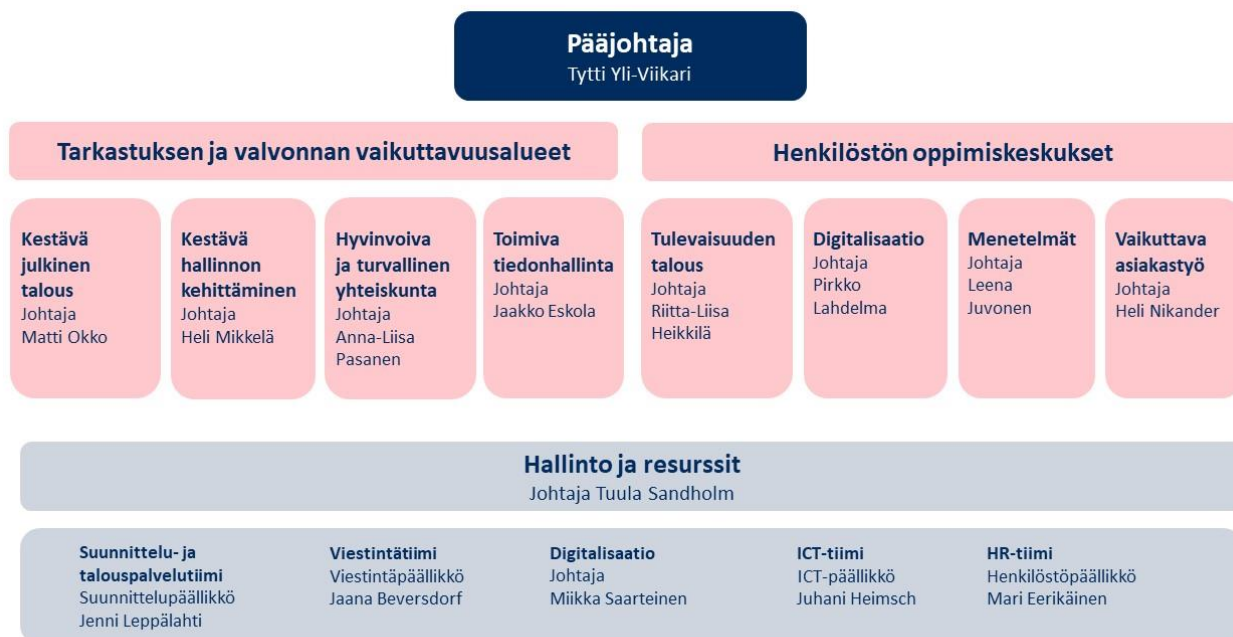 Pääjohtaja
Tytti Yli-Viikari
Tarkastuksen ja valvonnan vaikuttavuusalueet
Henkilöstön oppimiskeskukset
Kestävä
julkinen
talous
Johtaja
Matti Okko
Kestävä
hallinnon
kehittäminen
Johtaja
Heli Mikkelä
Hyvinvoiva
ja turvallinen
yhteiskunta
Johtaja
Anna-Liisa
Pasanen
Toimiva
tiedonhallinta
Johtaja
Jaakko Eskola
Tulevaisuuden
talous
Johtaja
Riitta-Liisa
Heikkilä
Digitalisaatio
Johtaja
Pirkko
Lahdelma
Menetelmät
Johtaja
Leena
Juvonen
Vaikuttava
asiakastyö
Johtaja
Heli Nikander
Hallinto ja resurssit
Johtaja Tuula Sandholm
Suunnittelu- ja
talouspalvelutiimi
Suunnittelupäällikkö
Jenni Leppälahti
Viestintätiimi
Viestintäpäällikkö
Jaana Beversdorf
Digitalisaatio
Johtaja
Miikka Saarteinen
ICT-tiimi
ICT-päällikkö
Juhani Heimsch
HR-tiimi
Henkilöstöpäällikkö
Mari Eerikäinen